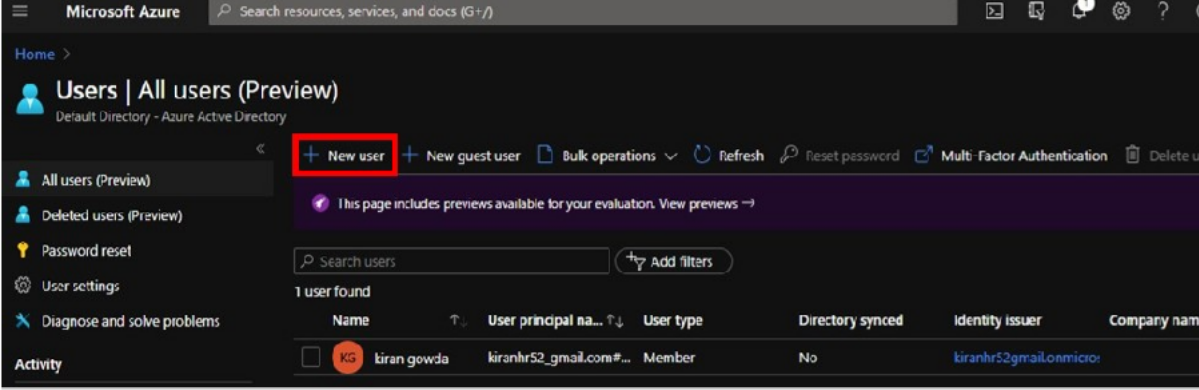 Microsoft Azure
Search resources, services, and docs (G+/)
1
Home >
Users | All users (Preview)
Default Directory - Azure Active Directory
«
+ New user
+ New guest user
Bulk operations
Refresh
Reset password
Multi-Factor Authentication
Delete u
This page includes previews available for your evaluation. View previews →
All users (Preview)
Deleted users (Preview)
Password reset
User settings
Diagnose and solve problems
Activity
Search users
Add filters
1 user found
Name ↑↓ User principal na... ↑↓ User type Directory synced Identity issuer Company nam
KG kiran gowda kiranhr52_gmail.com#... Member No kiranhr52gmail.onmicros